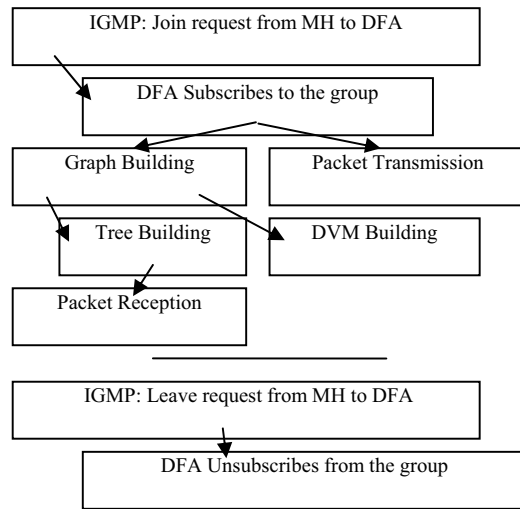 IGMP: Join request from MH to DFA
DFA Subscribes to the group
Graph Building
Packet Transmission
Tree Building
DVM Building
Packet Reception
IGMP: Leave request from MH to DFA
DFA Unsubscribes from the group